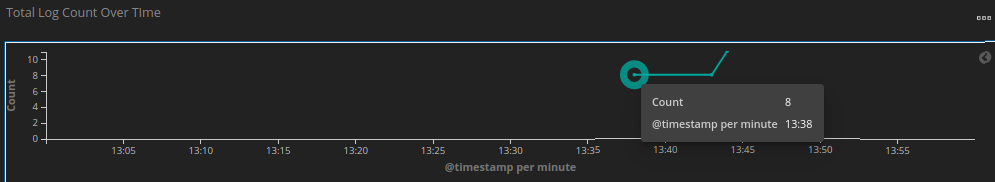 Total Log Count Over TIme
10
8
6
4
2
0
Count
Count 8
@timestamp per minute 13:38
13:05 13:10 13:15 13:20 13:25 13:30 13:35 13:40 13:45 13:50 13:55
@timestamp per minute